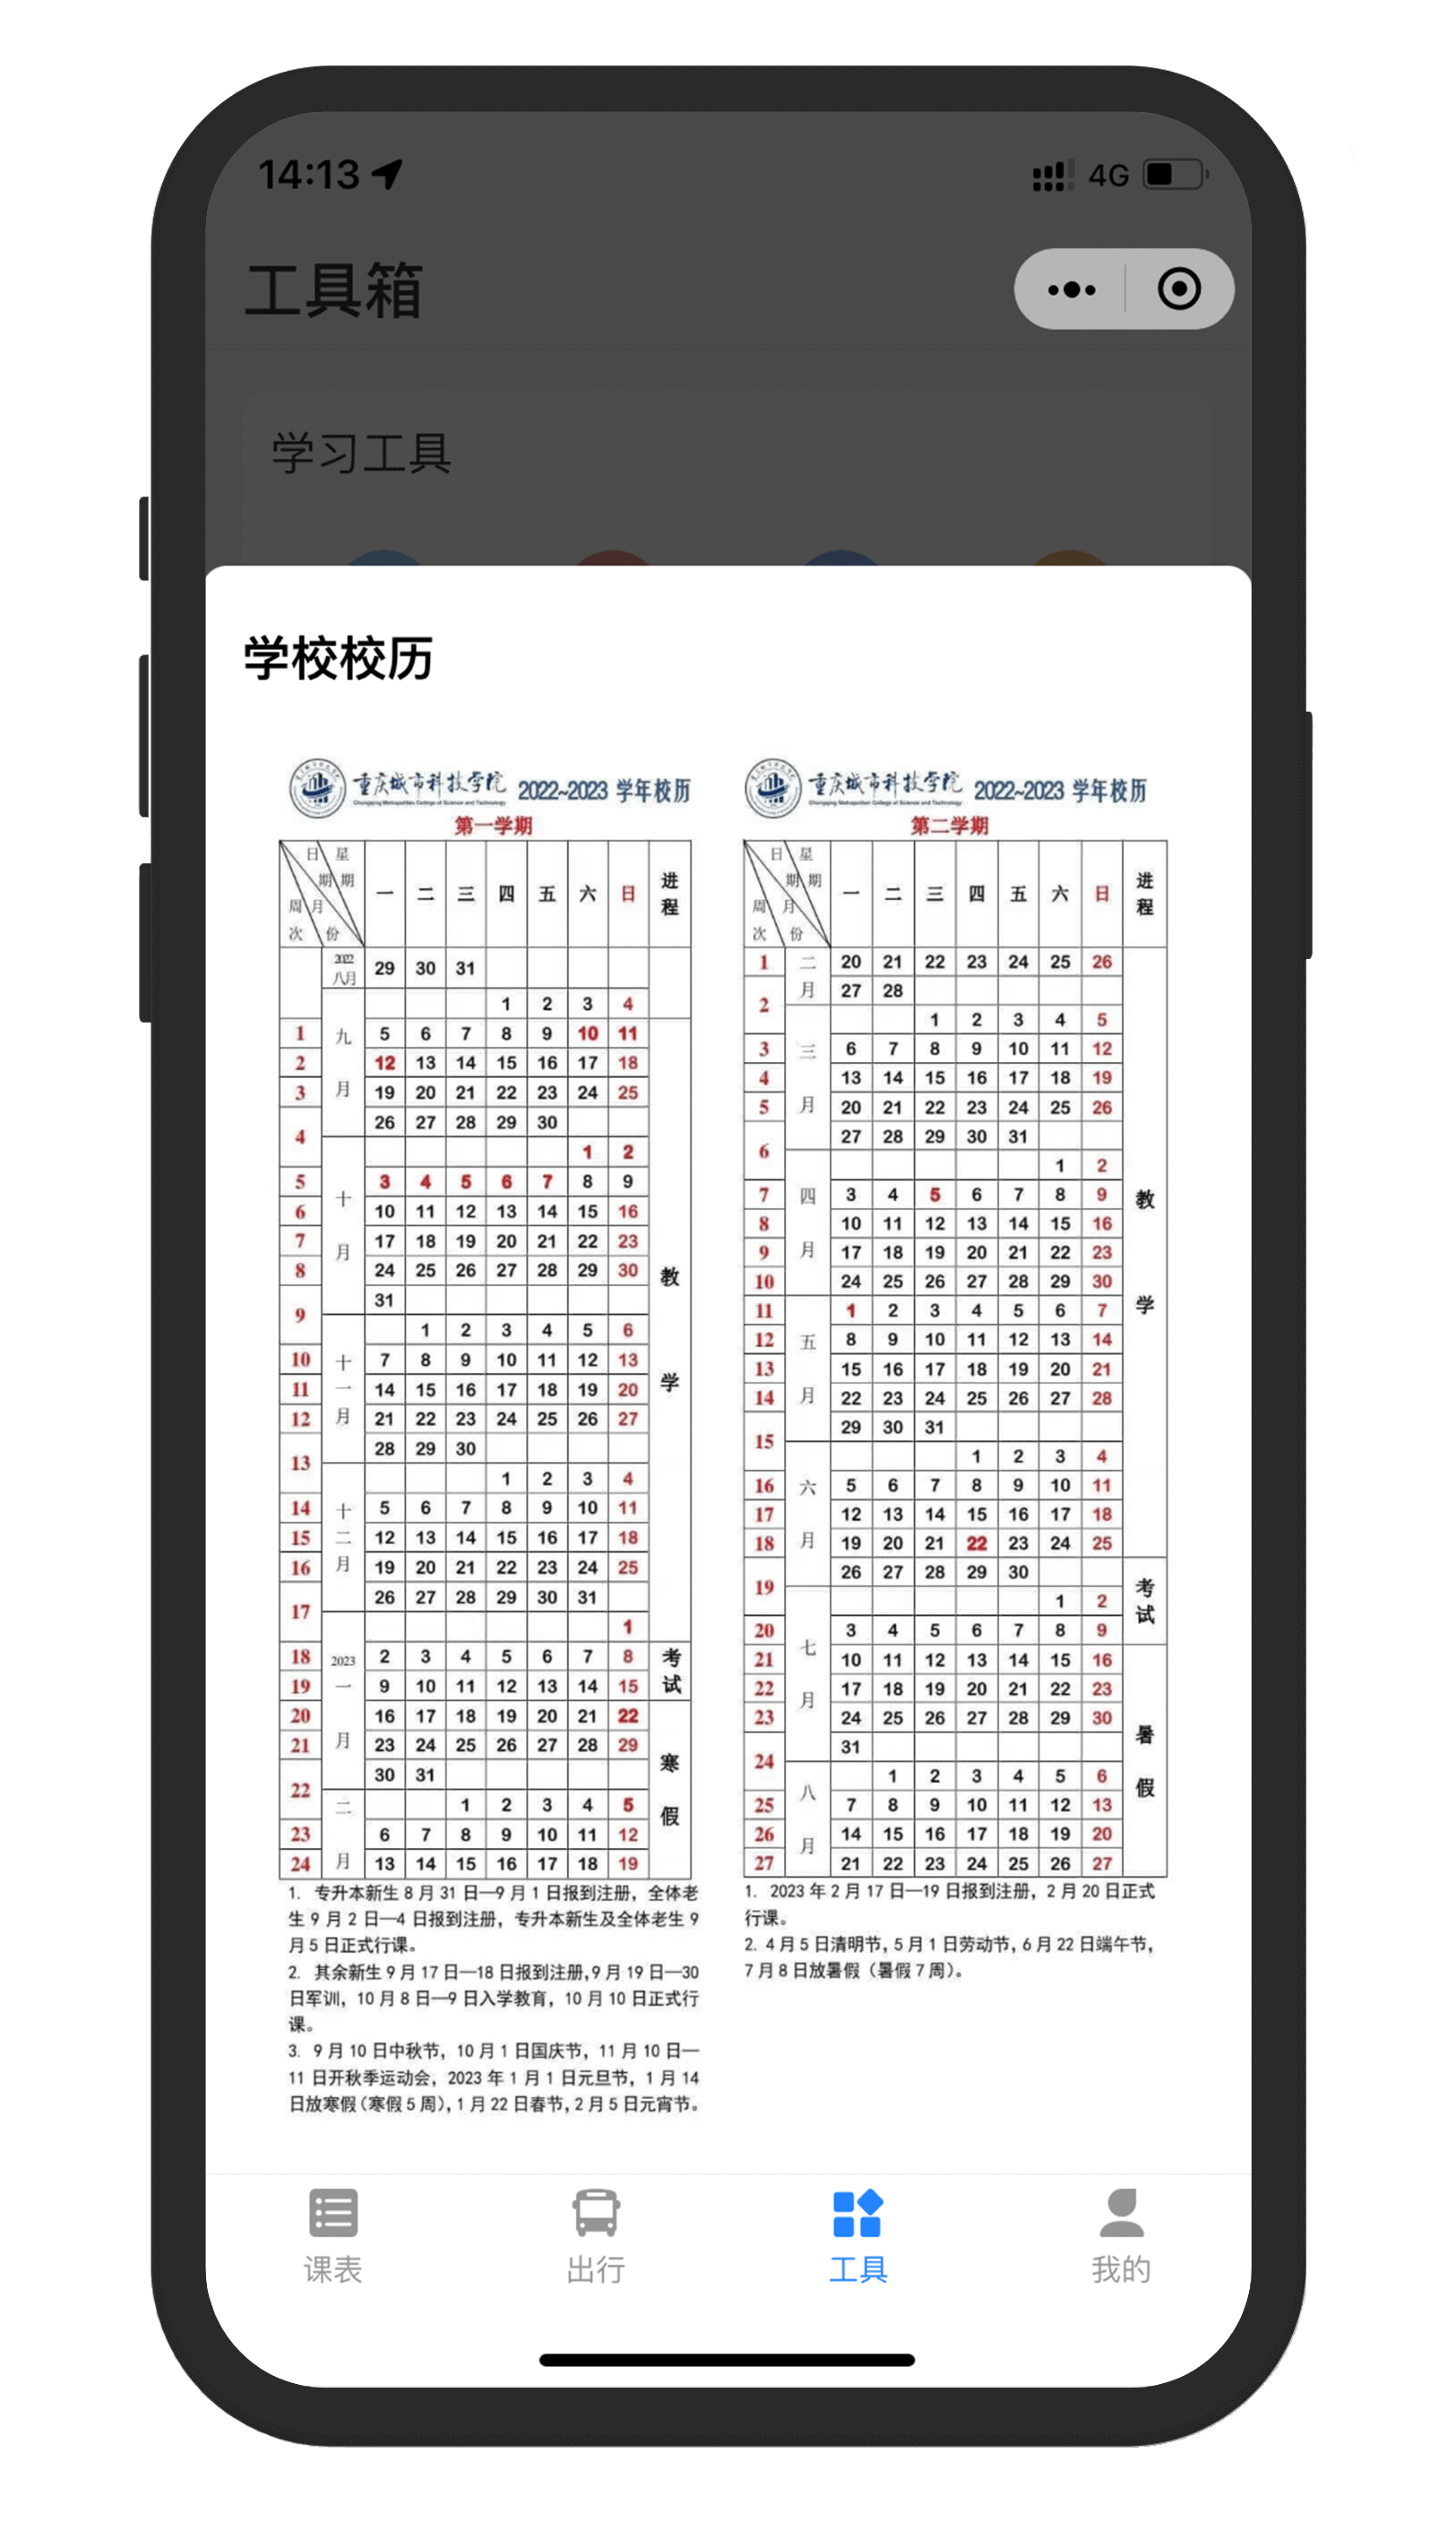 14:13
4G
工具箱
学习工具
学校校历
重庆城市科技学院 2022~2023 学年校历
Chongqing Metropolitan College of Science and Technology
第一学期
日期 星期 周次 月份 一 二 三 四 五 六 日 进程
2022 八月 29 30 31
九月 1 2 3 4
1 5 6 7 8 9 10 11
2 12 13 14 15 16 17 18
3 19 20 21 22 23 24 25
4 26 27 28 29 30
十月 1 2
5 3 4 5 6 7 8 9
6 10 11 12 13 14 15 16
7 17 18 19 20 21 22 23
8 24 25 26 27 28 29 30 教
9 31
1 2 3 4 5 6
10 十一月 7 8 9 10 11 12 13
11 14 15 16 17 18 19 20 学
12 21 22 23 24 25 26 27
13 28 29 30
1 2 3 4
14 十二月 5 6 7 8 9 10 11
15 12 13 14 15 16 17 18
16 19 20 21 22 23 24 25
17 26 27 28 29 30 31
1
18 2023 一月 2 3 4 5 6 7 8 考
19 9 10 11 12 13 14 15 试
20 16 17 18 19 20 21 22
21 23 24 25 26 27 28 29 寒
22 30 31
二月 1 2 3 4 5 假
23 6 7 8 9 10 11 12
24 13 14 15 16 17 18 19
1. 专升本新生 8 月 31 日—9 月 1 日报到注册，全体老
生 9 月 2 日—4 日报到注册，专升本新生及全体老生 9
月 5 日正式行课。
2. 其余新生 9 月 17 日—18 日报到注册,9 月 19 日—30
日军训，10 月 8 日—9 日入学教育，10 月 10 日正式行
课。
3. 9 月 10 日中秋节，10 月 1 日国庆节，11 月 10 日—
11 日开秋季运动会，2023 年 1 月 1 日元旦节，1 月 14
日放寒假（寒假 5 周），1 月 22 日春节，2 月 5 日元宵节。
重庆城市科技学院 2022~2023 学年校历
Chongqing Metropolitan College of Science and Technology
第二学期
日期 星期 周次 月份 一 二 三 四 五 六 日 进程
1 二月 20 21 22 23 24 25 26
2 27 28
1 2 3 4 5
3 三月 6 7 8 9 10 11 12
4 13 14 15 16 17 18 19
5 20 21 22 23 24 25 26
6 27 28 29 30 31
1 2
7 四月 3 4 5 6 7 8 9 教
8 10 11 12 13 14 15 16
9 17 18 19 20 21 22 23
10 24 25 26 27 28 29 30
11 1 2 3 4 5 6 7 学
12 五月 8 9 10 11 12 13 14
13 15 16 17 18 19 20 21
14 22 23 24 25 26 27 28
15 29 30 31
1 2 3 4
16 六月 5 6 7 8 9 10 11
17 12 13 14 15 16 17 18
18 19 20 21 22 23 24 25
19 26 27 28 29 30 考
1 2 试
20 七月 3 4 5 6 7 8 9
21 10 11 12 13 14 15 16
22 17 18 19 20 21 22 23
23 24 25 26 27 28 29 30 暑
24 31
八月 1 2 3 4 5 6 假
25 7 8 9 10 11 12 13
26 14 15 16 17 18 19 20
27 21 22 23 24 25 26 27
1. 2023 年 2 月 17 日—19 日报到注册，2 月 20 日正式
行课。
2. 4 月 5 日清明节，5 月 1 日劳动节，6 月 22 日端午节，
7 月 8 日放暑假（暑假 7 周）。
课表
出行
工具
我的